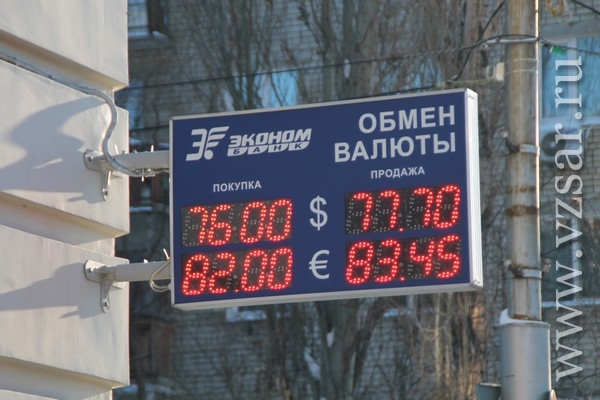 ЭКОНОМ
БАНК
ОБМЕН
ВАЛЮТЫ
ПОКУПКА
ПРОДАЖА
76.00 $ 77.70
82.00 € 83.45
www.vzsar.ru